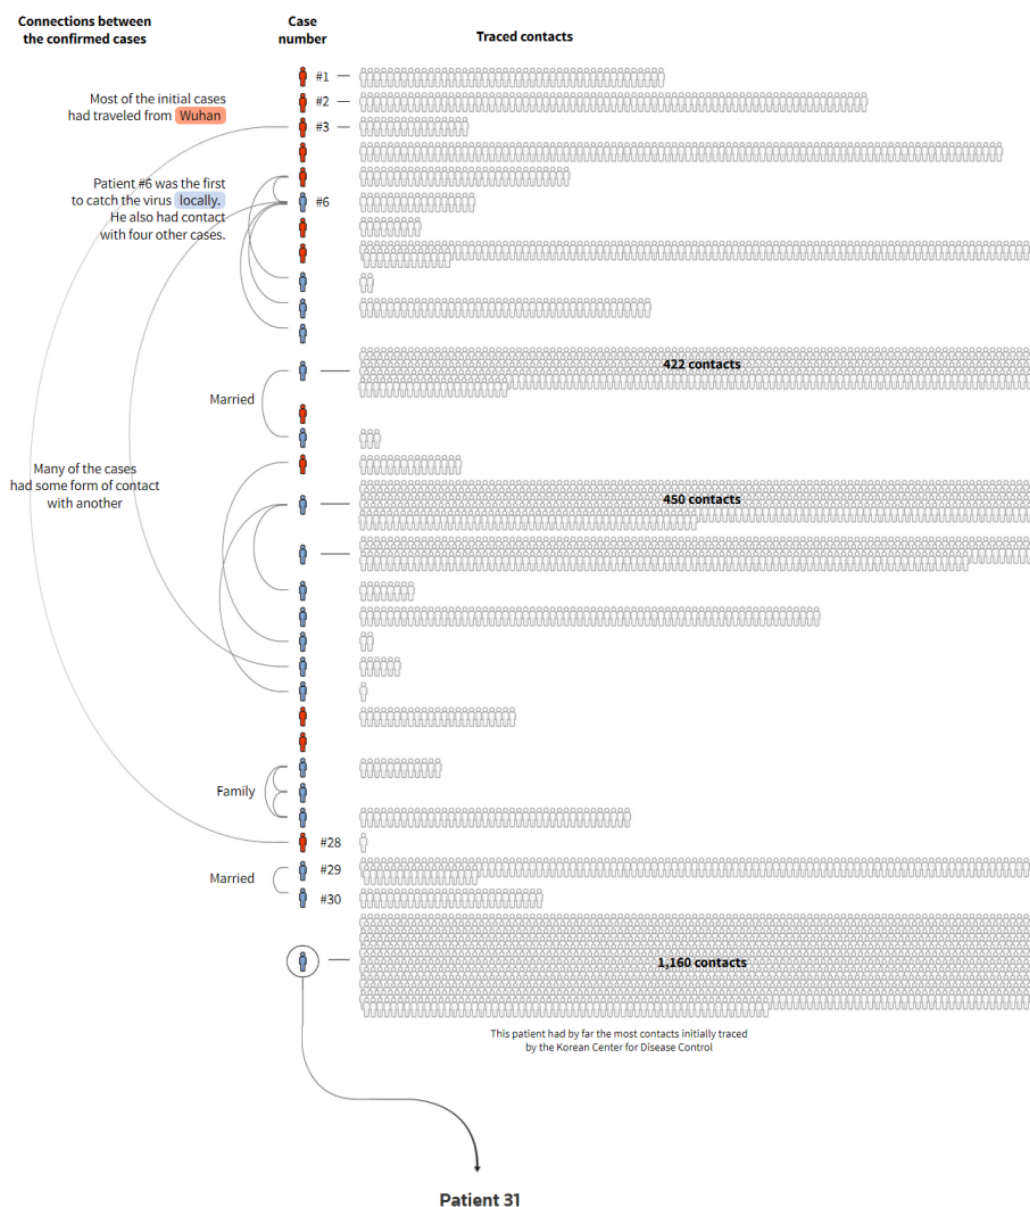 Connections between
the confirmed cases
Case
number
Traced contacts
#1
Most of the initial cases
had traveled from Wuhan
#2
#3
Patient #6 was the first
to catch the virus locally.
He also had contact
with four other cases.
#6
422 contacts
Married
Many of the cases
had some form of contact
with another
450 contacts
Family
#28
Married
#29
#30
1,160 contacts
This patient had by far the most contacts initially traced
by the Korean Center for Disease Control
Patient 31